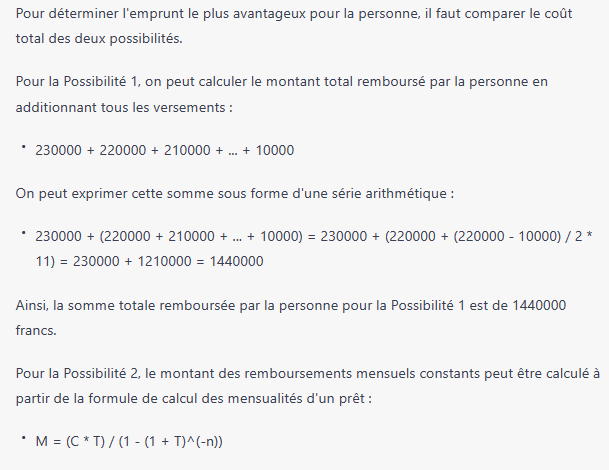 Pour déterminer l'emprunt le plus avantageux pour la personne, il faut comparer le coût
total des deux possibilités.
Pour la Possibilité 1, on peut calculer le montant total remboursé par la personne en
additionnant tous les versements :
• 230000 + 220000 + 210000 + ... + 10000
On peut exprimer cette somme sous forme d'une série arithmétique :
• 230000 + (220000 + 210000 + ... + 10000) = 230000 + (220000 + (220000 - 10000) / 2 *
11) = 230000 + 1210000 = 1440000
Ainsi, la somme totale remboursée par la personne pour la Possibilité 1 est de 1440000
francs.
Pour la Possibilité 2, le montant des remboursements mensuels constants peut être calculé à
partir de la formule de calcul des mensualités d'un prêt :
• M = (C * T) / (1 - (1 + T)^(-n))